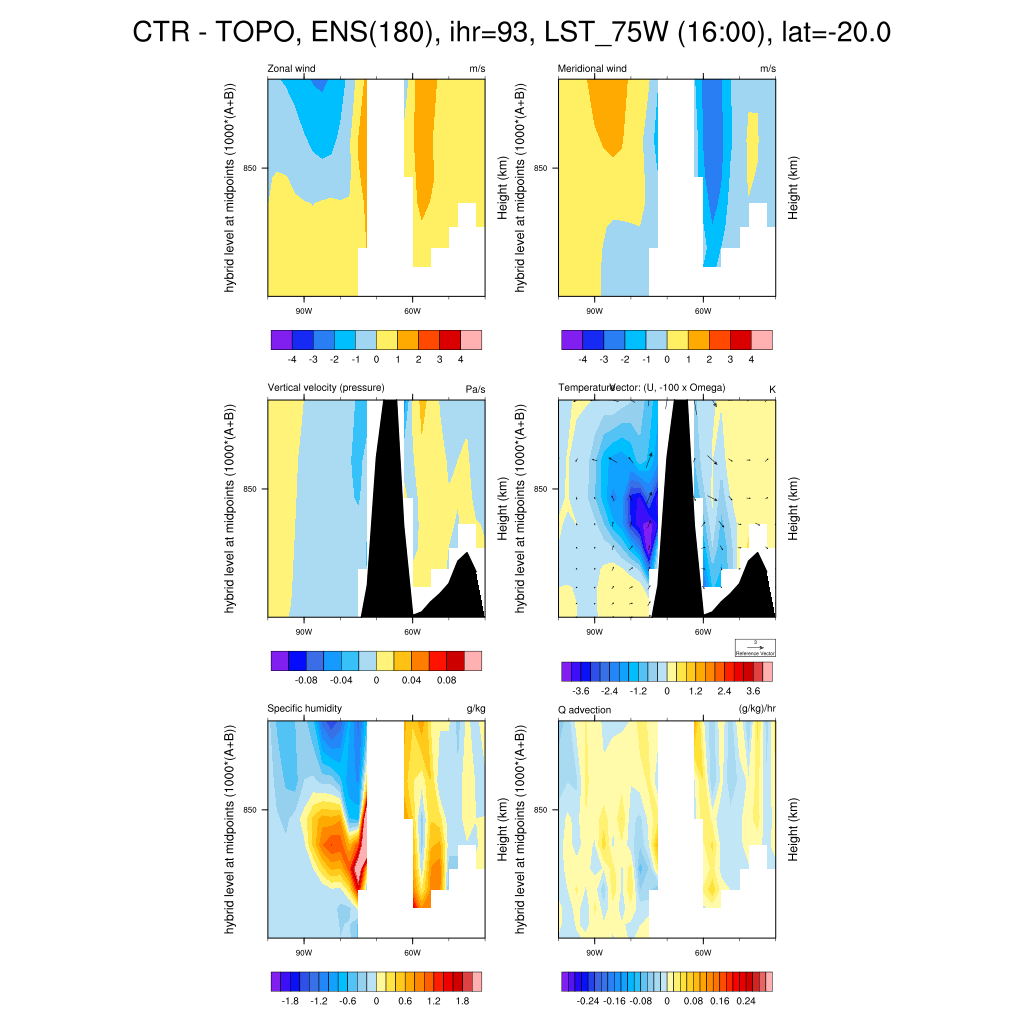 CTR - TOPO, ENS(180), ihr=93, LST_75W (16:00), lat=-20.0
Zonal wind m/s
hybrid level at midpoints (1000*(A+B))
850
Height (km)
90W 60W
-4 -3 -2 -1 0 1 2 3 4
Meridional wind m/s
hybrid level at midpoints (1000*(A+B))
850
Height (km)
90W 60W
-4 -3 -2 -1 0 1 2 3 4
Vertical velocity (pressure) Pa/s
hybrid level at midpoints (1000*(A+B))
850
Height (km)
90W 60W
-0.08 -0.04 0 0.04 0.08
Temperature Vector: (U, -100 x Omega) K
hybrid level at midpoints (1000*(A+B))
850
Height (km)
90W 60W
3
Reference Vector
-3.6 -2.4 -1.2 0 1.2 2.4 3.6
Specific humidity g/kg
hybrid level at midpoints (1000*(A+B))
850
Height (km)
90W 60W
-1.8 -1.2 -0.6 0 0.6 1.2 1.8
Q advection (g/kg)/hr
hybrid level at midpoints (1000*(A+B))
850
Height (km)
90W 60W
-0.24 -0.16 -0.08 0 0.08 0.16 0.24